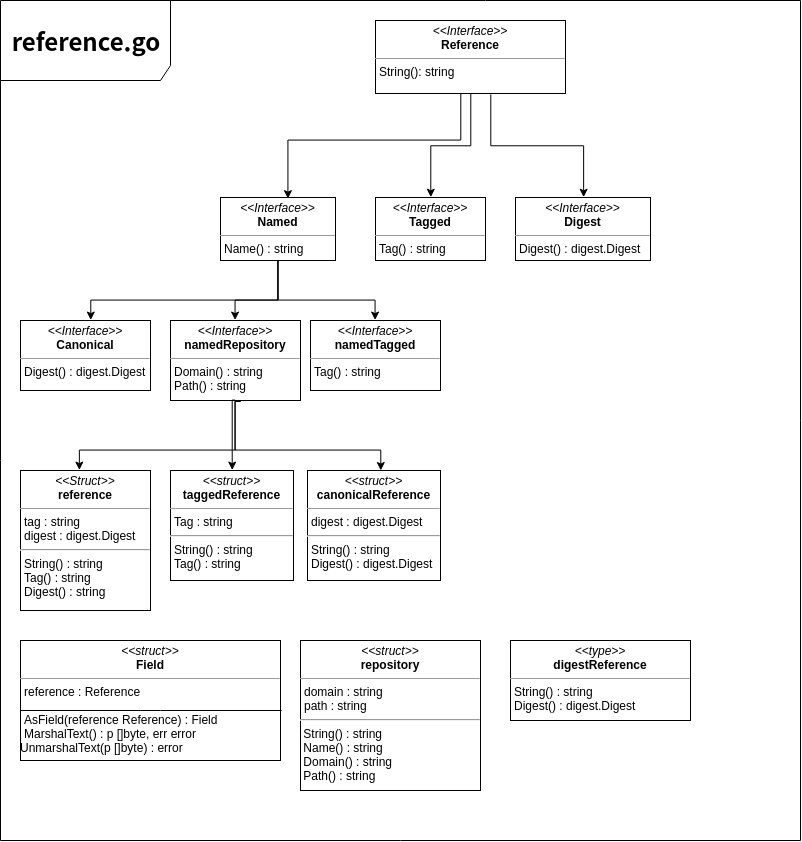 reference.go
<<Interface>>
Reference
String(): string
<<Interface>>
Named
Name() : string
<<Interface>>
Tagged
Tag() : string
<<Interface>>
Digest
Digest() : digest.Digest
<<Interface>>
Canonical
Digest() : digest.Digest
<<Interface>>
namedRepository
Domain() : string
Path() : string
<<Interface>>
namedTagged
Tag() : string
<<Struct>>
reference
tag : string
digest : digest.Digest
String() : string
Tag() : string
Digest() : string
<<struct>>
taggedReference
Tag : string
String() : string
Tag() : string
<<struct>>
canonicalReference
digest : digest.Digest
String() : string
Digest() : digest.Digest
<<struct>>
Field
reference : Reference
AsField(reference Reference) : Field
MarshalText() : p []byte, err error
UnmarshalText(p []byte) : error
<<struct>>
repository
domain : string
path : string
String() : string
Name() : string
Domain() : string
Path() : string
<<type>>
digestReference
String() : string
Digest() : digest.Digest